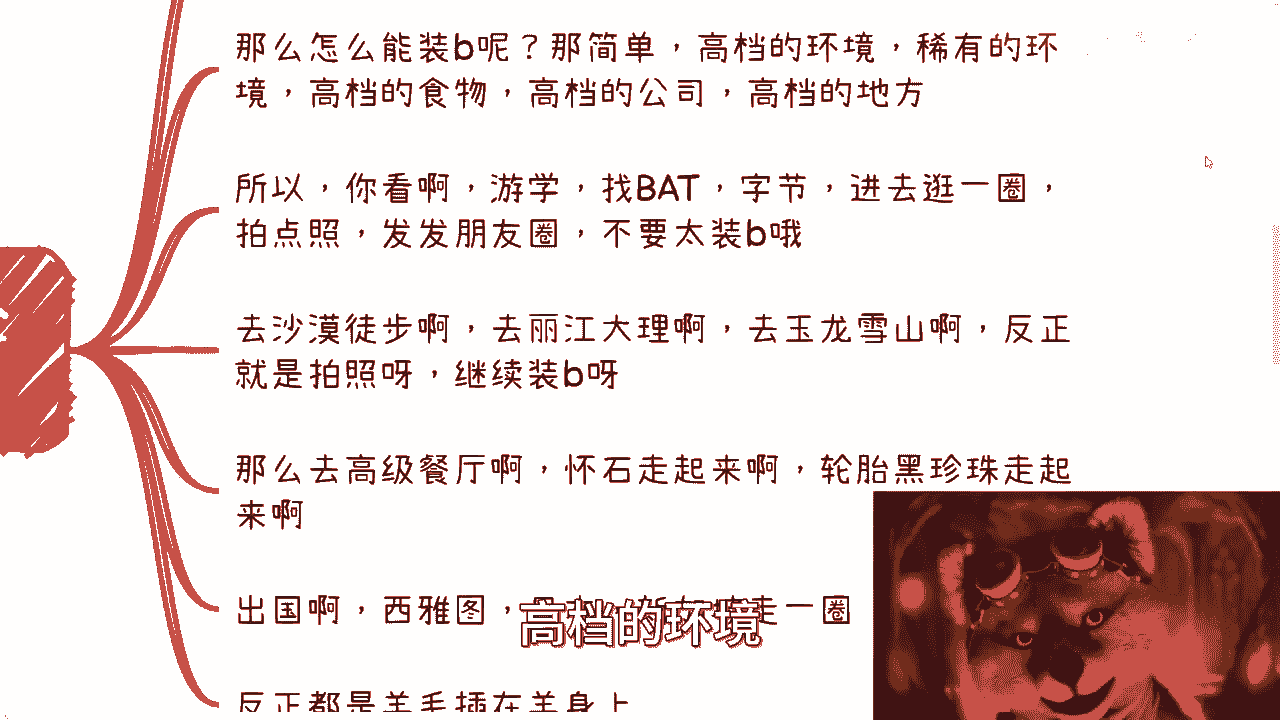 那么怎么能装b呢？那简单，高档的环境，稀有的环
境，高档的食物，高档的公司，高档的地方
所以，你看啊，游学，找BAT，字节，进去逛一圈，
拍点照，发发朋友圈，不要太装b哦
去沙漠徒步啊，去丽江大理啊，去玉龙雪山啊，反正
就是拍照呀，继续装b呀
那么去高级餐厅啊，怀石走起来啊，轮胎黑珍珠走起
来啊
出国啊，西雅图，走一圈
高档的环境
反正都是羊毛插在羊身上